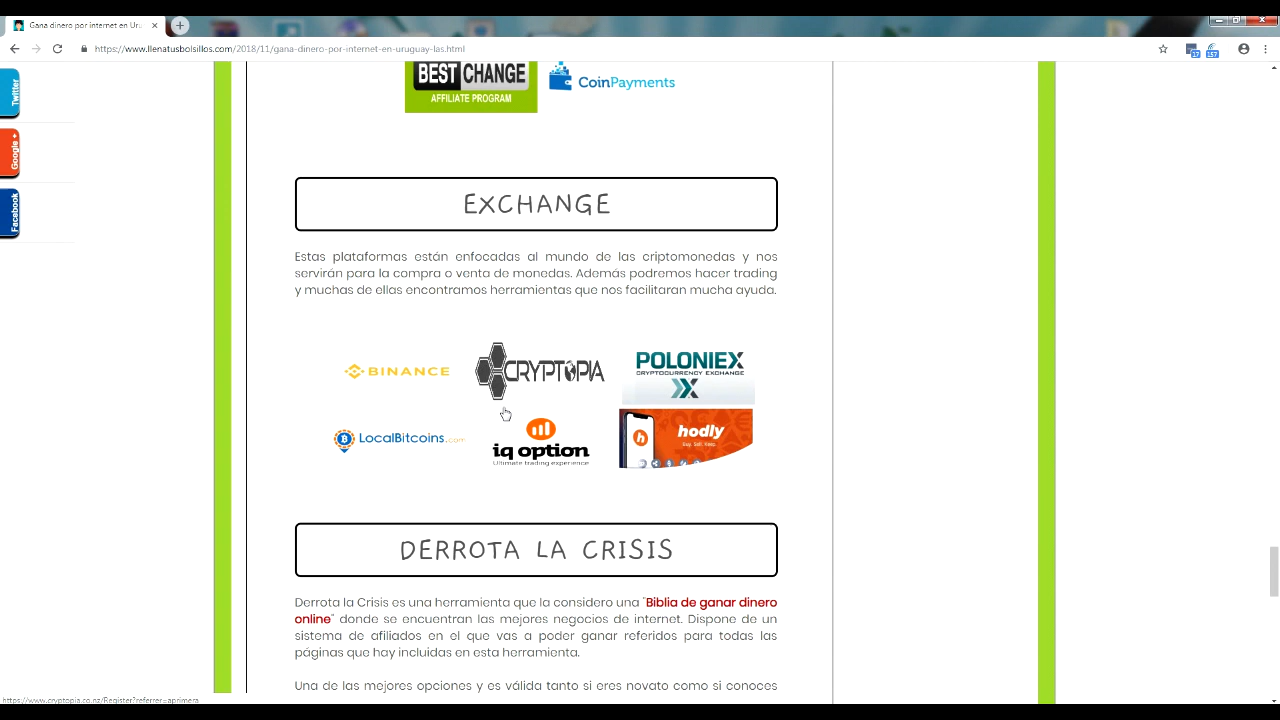 Gana dinero por internet en Uru
https://www.llenatusbolsillos.com/2018/11/gana-dinero-por-internet-en-uruguay-las.html
17
157
Twitter
Google +
Facebook
BEST CHANGE
AFFILIATE PROGRAM
CoinPayments
EXCHANGE
Estas plataformas están enfocadas al mundo de las criptomonedas y nos
servirán para la compra o venta de monedas. Además podremos hacer trading
y muchas de ellas encontramos herramientas que nos facilitaran mucha ayuda.
BINANCE
CRYPTOPIA
POLONIEX
CRYPTOCURRENCY EXCHANGE
LocalBitcoins.com
iq option
Ultimate trading experience
hodly
Buy. Sell. Hold.
DERROTA LA CRISIS
Derrota la Crisis es una herramienta que la considero una "Biblia de ganar dinero
online" donde se encuentran las mejores negocios de internet. Dispone de un
sistema de afiliados en el que vas a poder ganar referidos para todas las
páginas que hay incluidas en esta herramienta.
Una de las mejores opciones y es válida tanto si eres novato como si conoces
https://www.cryptopia.co.nz/Register?referrer=aprimera